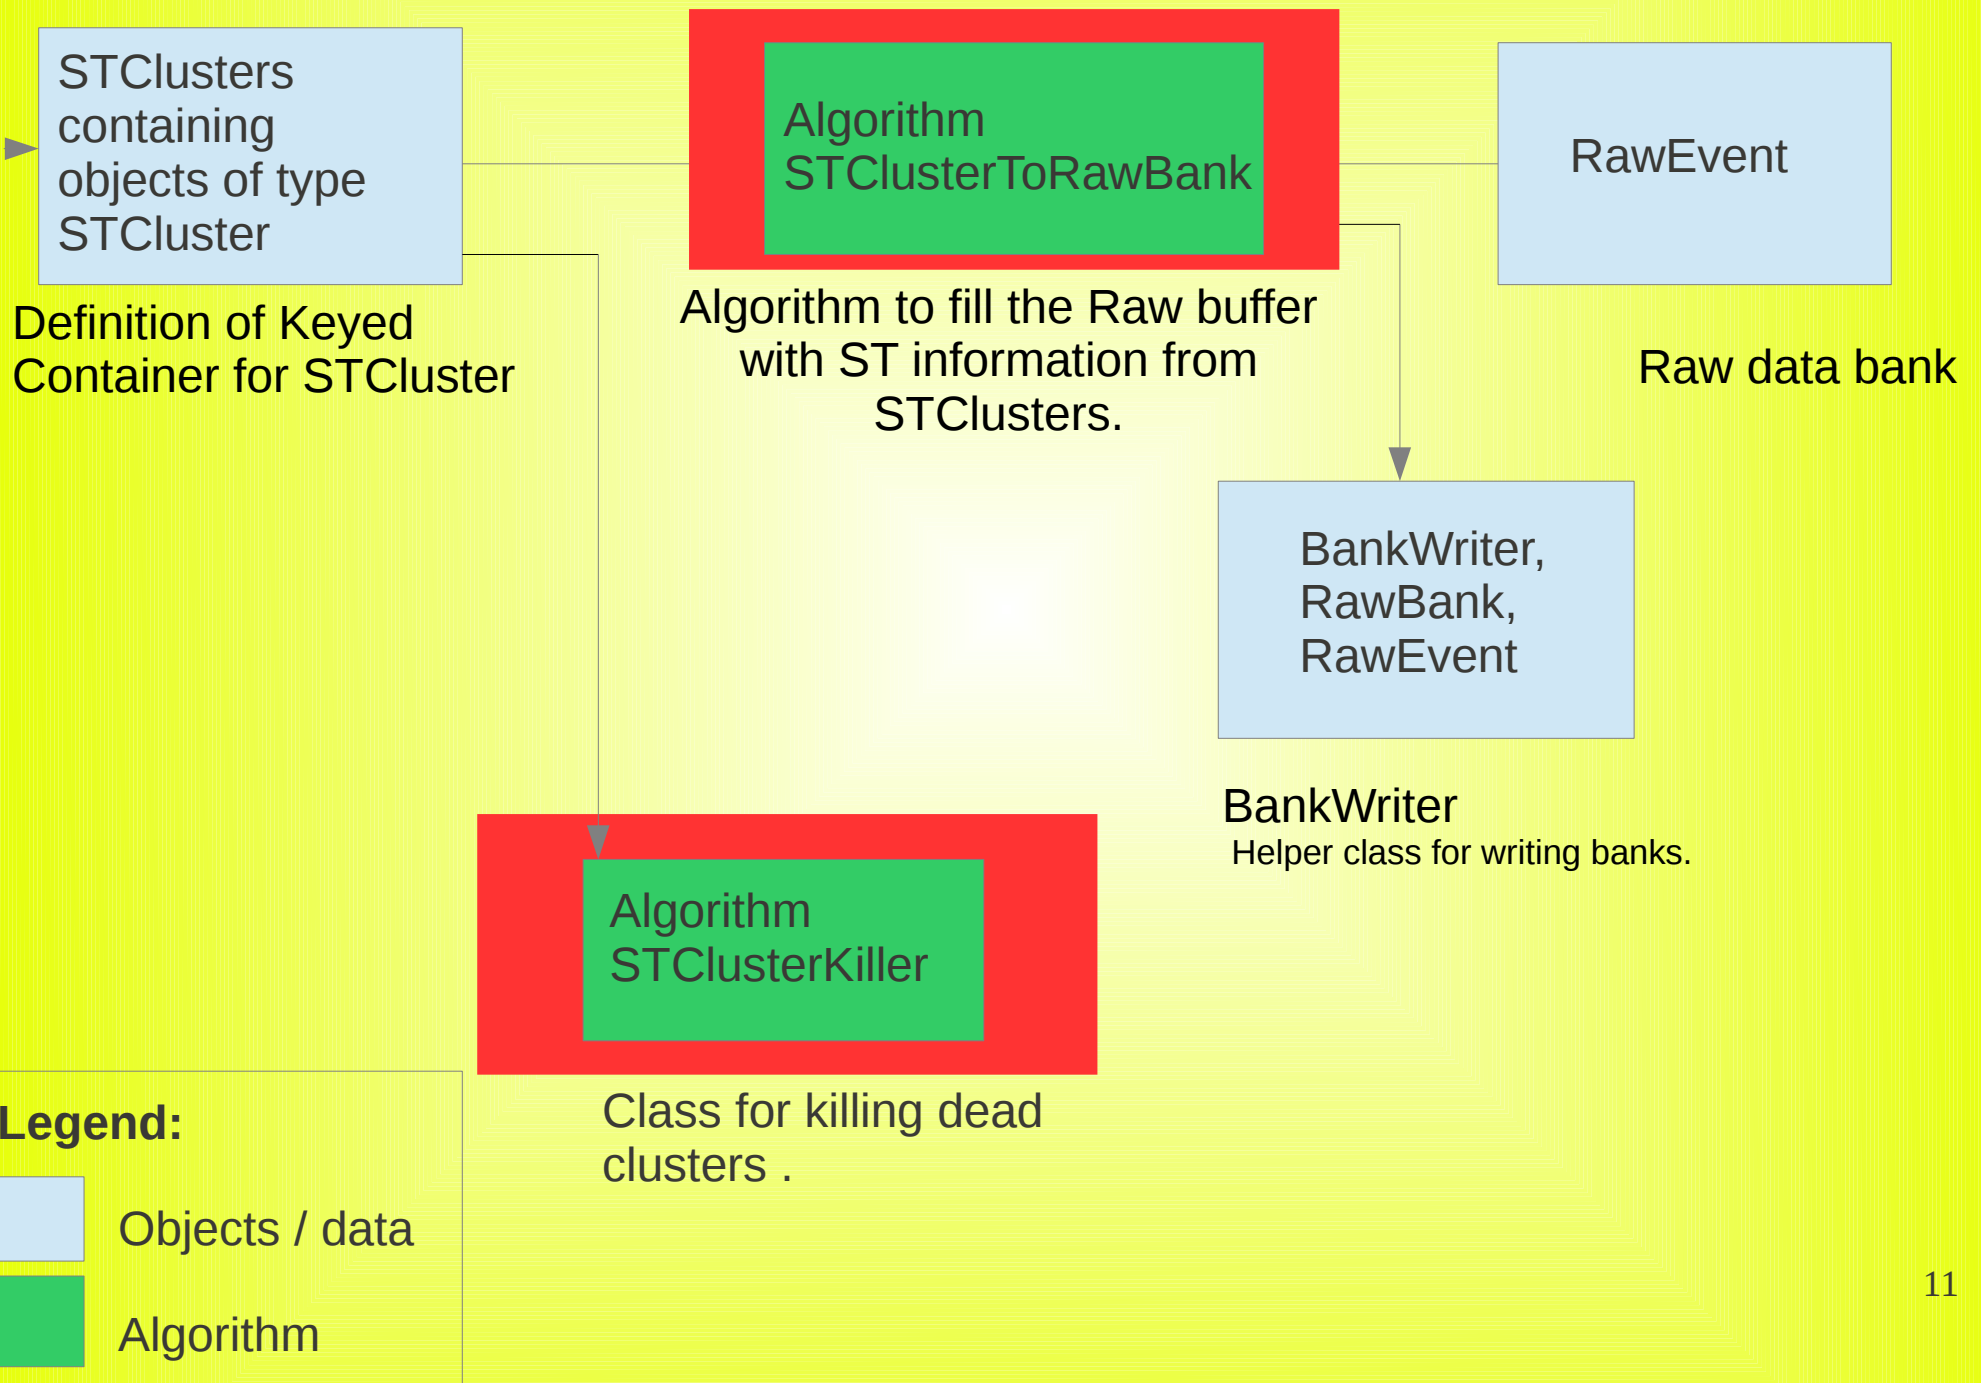 STClusters
containing
objects of type
STCluster
Definition of Keyed
Container for STCluster
Algorithm
STClusterToRawBank
Algorithm to fill the Raw buffer
with ST information from
STClusters.
RawEvent
Raw data bank
BankWriter,
RawBank,
RawEvent
BankWriter
Helper class for writing banks.
Algorithm
STClusterKiller
Class for killing dead
clusters .
Legend:
Objects / data
Algorithm
11